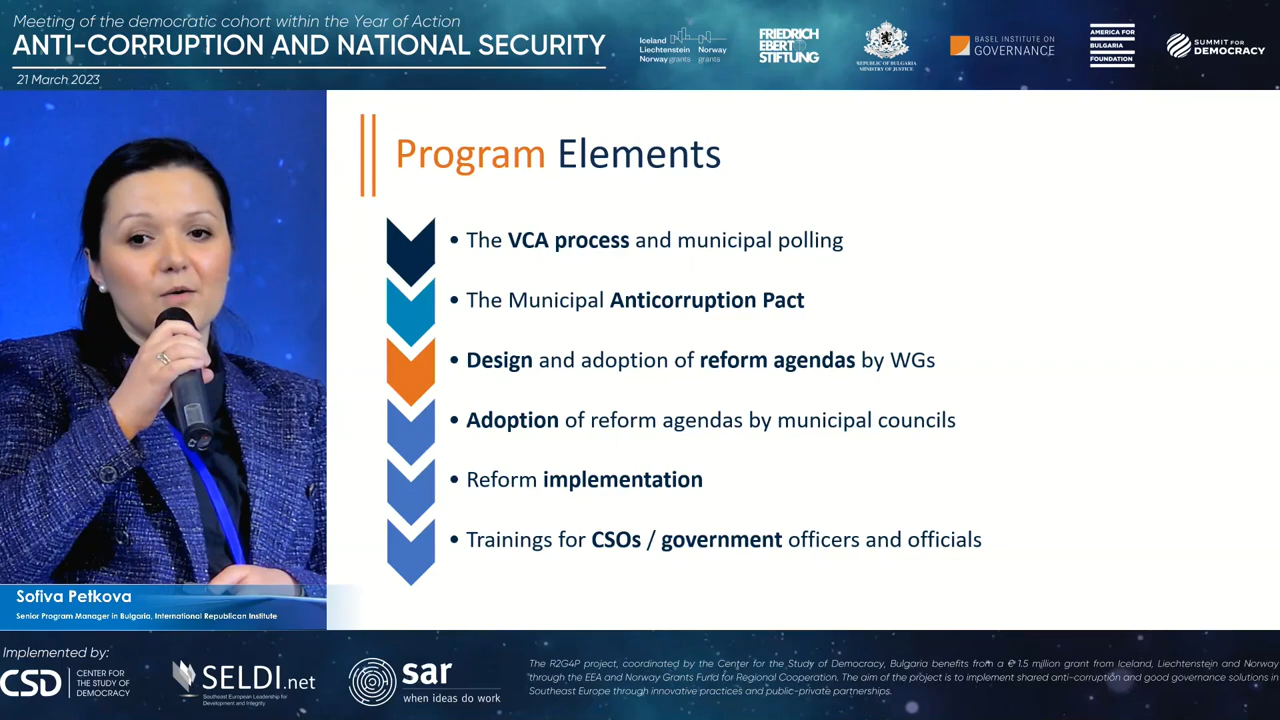 Meeting of the democratic cohort within the Year of Action
ANTI-CORRUPTION AND NATIONAL SECURITY
21 March 2023
Iceland
Liechtenstein Norway
Norway grants grants
FRIEDRICH
EBERT
STIFTUNG
REPUBLIC OF BULGARIA
MINISTRY OF JUSTICE
BASEL INSTITUTE ON
GOVERNANCE
AMERICA FOR
BULGARIA
FOUNDATION
SUMMIT FOR
DEMOCRACY
Program Elements
• The VCA process and municipal polling
• The Municipal Anticorruption Pact
• Design and adoption of reform agendas by WGs
• Adoption of reform agendas by municipal councils
• Reform implementation
• Trainings for CSOs / government officers and officials
Sofiya Petkova
Senior Program Manager in Bulgaria, International Republican Institute
Implemented by:
CSD
CENTER FOR
THE STUDY OF
DEMOCRACY
SELDI.net
Southeast European Leadership for
Development and Integrity
sar
when ideas do work
The R2G4P project, coordinated by the Center for the Study of Democracy, Bulgaria benefits from a € 1.5 million grant from Iceland, Liechtenstein and Norway
through the EEA and Norway Grants Fund for Regional Cooperation. The aim of the project is to implement shared anti-corruption and good governance solutions in
Southeast Europe through innovative practices and public-private partnerships.